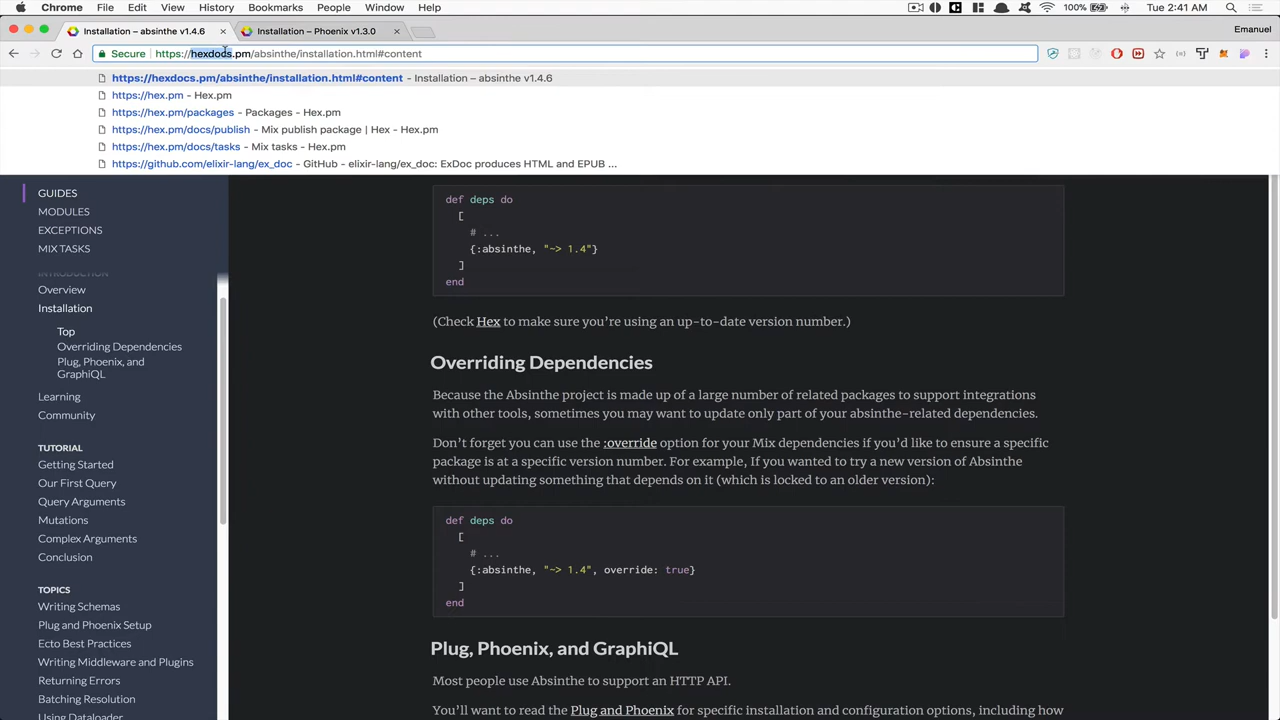 Chrome File Edit View History Bookmarks People Window Help 100% Tue 2:41 AM
Installation – absinthe v1.4.6 Installation – Phoenix v1.3.0 Emanuel
Secure https://hexdocs.pm/absinthe/installation.html#content
https://hexdocs.pm/absinthe/installation.html#content - Installation – absinthe v1.4.6
https://hex.pm - Hex.pm
https://hex.pm/packages - Packages - Hex.pm
https://hex.pm/docs/publish - Mix publish package | Hex - Hex.pm
https://hex.pm/docs/tasks - Mix tasks - Hex.pm
https://github.com/elixir-lang/ex_doc - GitHub - elixir-lang/ex_doc: ExDoc produces HTML and EPUB ...
GUIDES
MODULES
EXCEPTIONS
MIX TASKS
INTRODUCTION
Overview
Installation
Top
Overriding Dependencies
Plug, Phoenix, and
GraphiQL
Learning
Community
TUTORIAL
Getting Started
Our First Query
Query Arguments
Mutations
Complex Arguments
Conclusion
TOPICS
Writing Schemas
Plug and Phoenix Setup
Ecto Best Practices
Writing Middleware and Plugins
Returning Errors
Batching Resolution
Using Dataloader
def deps do
[
# ...
{:absinthe, "~> 1.4"}
]
end
(Check Hex to make sure you’re using an up-to-date version number.)
Overriding Dependencies
Because the Absinthe project is made up of a large number of related packages to support integrations
with other tools, sometimes you may want to update only part of your absinthe-related dependencies.
Don’t forget you can use the :override option for your Mix dependencies if you’d like to ensure a specific
package is at a specific version number. For example, If you wanted to try a new version of Absinthe
without updating something that depends on it (which is locked to an older version):
def deps do
[
# ...
{:absinthe, "~> 1.4", override: true}
]
end
Plug, Phoenix, and GraphiQL
Most people use Absinthe to support an HTTP API.
You’ll want to read the Plug and Phoenix for specific installation and configuration options, including how